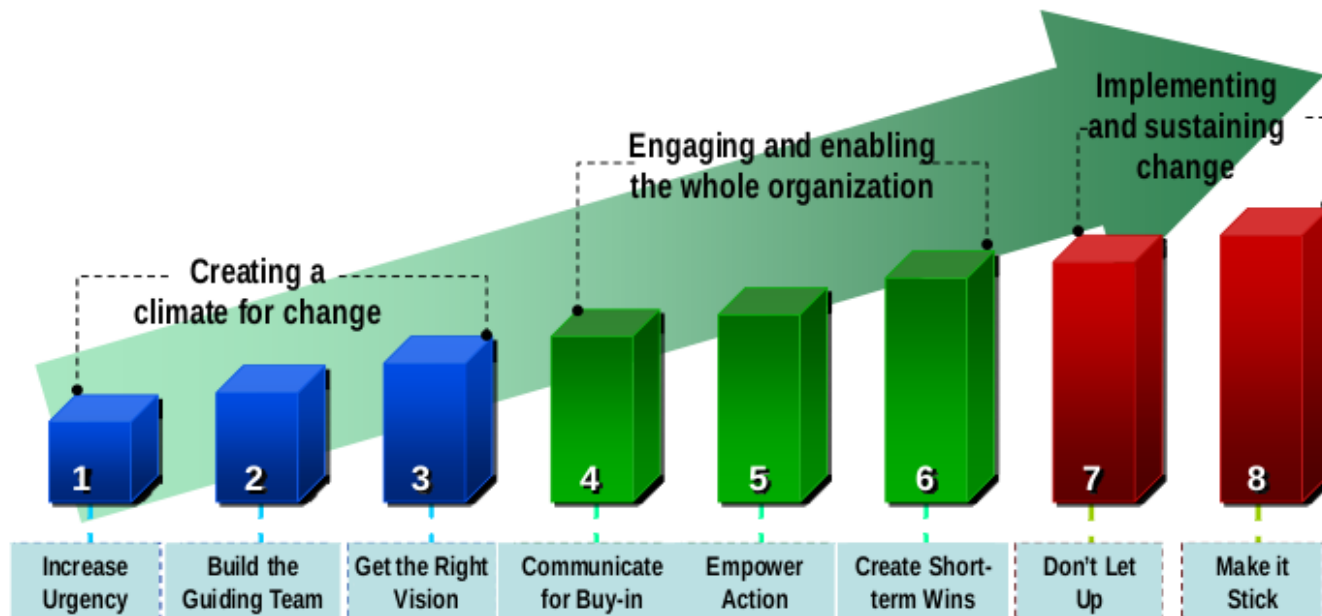 Implementing
and sustaining
change
Engaging and enabling
the whole organization
Creating a
climate for change
1
2
3
4
5
6
7
8
Increase
Urgency
Build the
Guiding Team
Get the Right
Vision
Communicate
for Buy-in
Empower
Action
Create Short-
term Wins
Don't Let
Up
Make it
Stick